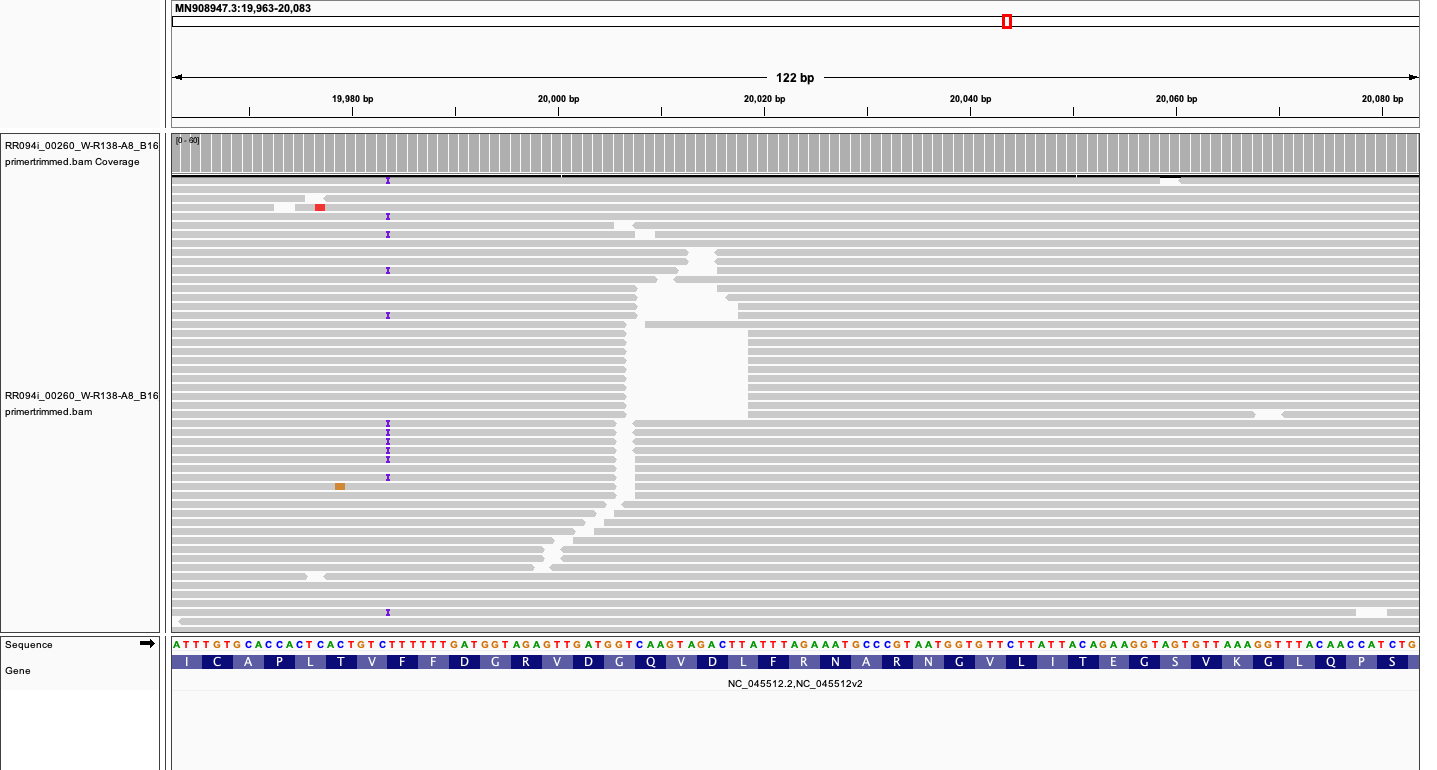 MN908947.3:19,963-20,083
122 bp
19,980 bp 20,000 bp 20,020 bp 20,040 bp 20,060 bp 20,080 bp
RR094i_00260_W-R138-A8_B16
primertrimmed.bam Coverage
[0 - 60]
RR094i_00260_W-R138-A8_B16
primertrimmed.bam
Sequence
A T T T G T G C A C C A C T C A C T G T C T T T T T T G A T G G T A G A G T T G A T G G T C A A G T A G A C T T A T T T A G A A A T G C C C G T A A T G G T G T T C T T A T T A C A G A A G G T A G T G T T A A A G G T T T A C A A C C A T C T G
Gene
I C A P L T V F F D G R V D G Q V D L F R N A R N G V L I T E G S V K G L Q P S
NC_045512.2,NC_045512v2